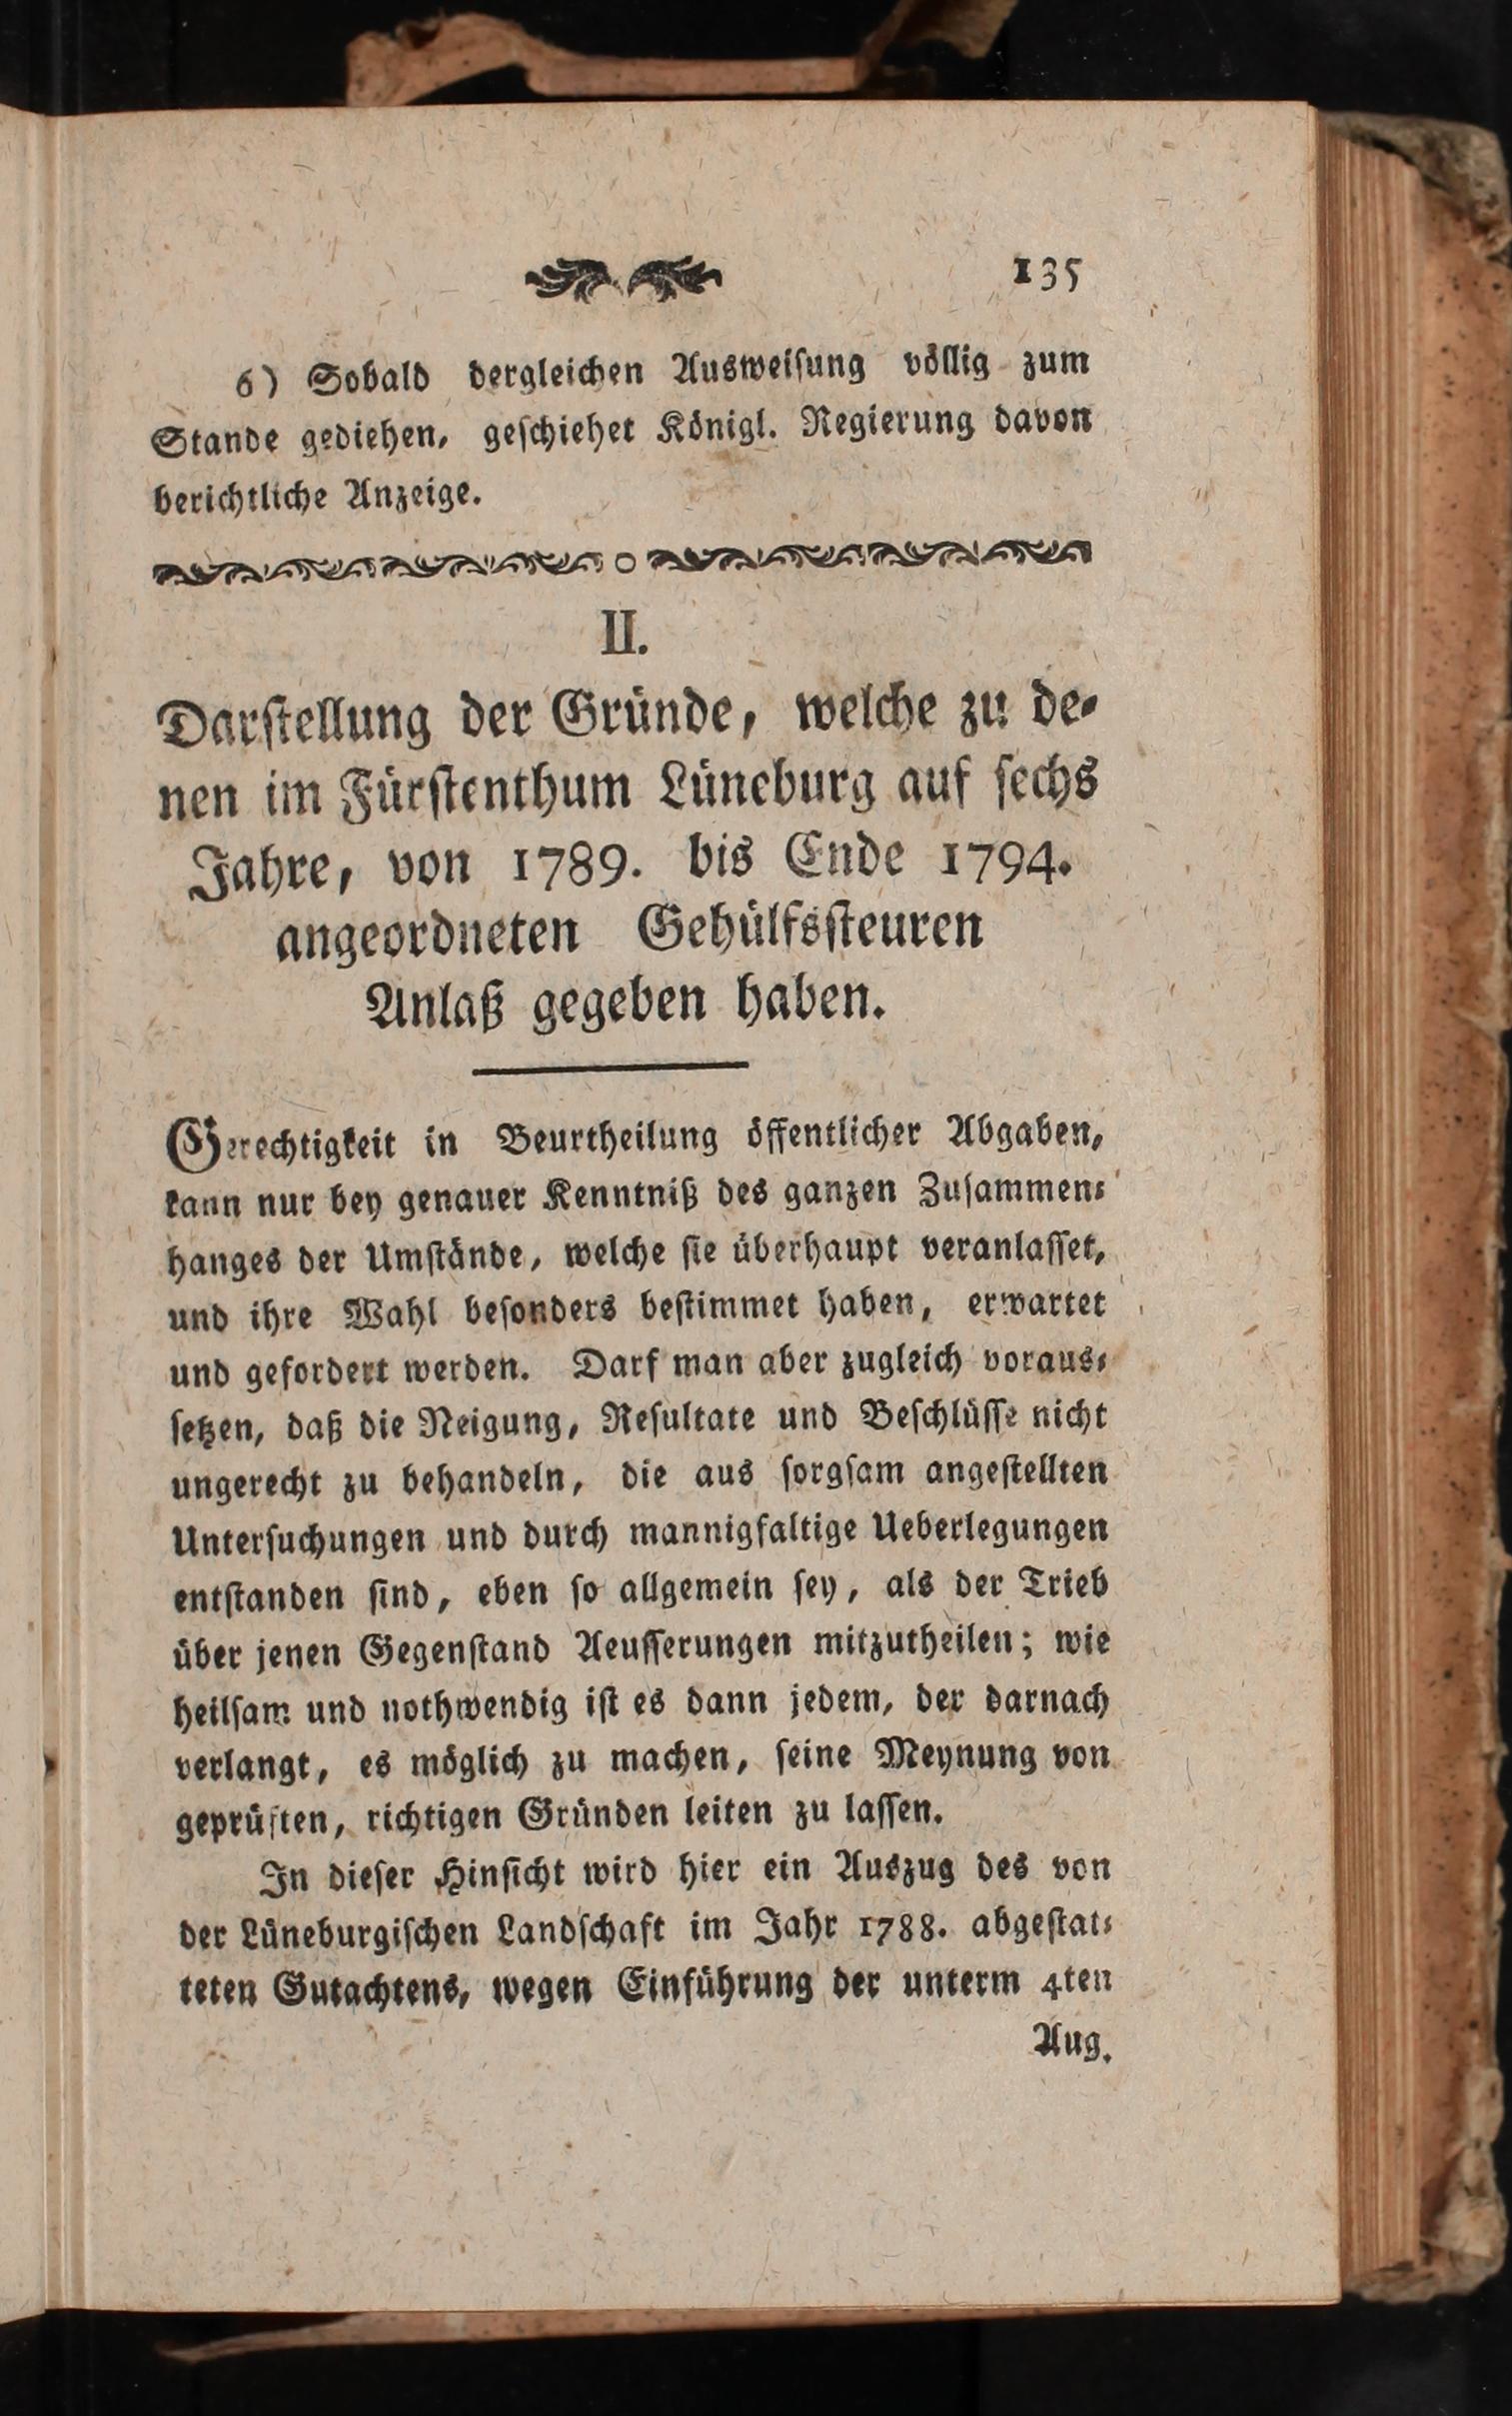 135
6) Sobald dergleichen Ausweisung völlig zum
Stande gediehen, geschiehet Königl. Regierung davon
berichtliche Anzeige.
II.
Darstellung der Gründe, welche zu de-
nen im Fürstenthum Lüneburg auf sechs
Jahre, von 1789. bis Ende 1794.
angeordneten Gehülfssteuren
Anlaß gegeben haben.
Gerechtigkeit in Beurtheilung öffentlicher Abgaben,
kann nur bey genauer Kenntniß des ganzen Zusammen-
hanges der Umstände, welche sie überhaupt veranlasset,
und ihre Wahl besonders bestimmet haben, erwartet
und gefordert werden. Darf man aber zugleich voraus-
setzen, daß die Neigung, Resultate und Beschlüsse nicht
ungerecht zu behandeln, die aus sorgsam angestellten
Untersuchungen und durch mannigfaltige Ueberlegungen
entstanden sind, eben so allgemein sey, als der Trieb
über jenen Gegenstand Aeusserungen mitzutheilen; wie
heilsam und nothwendig ist es dann jedem, der darnach
verlangt, es möglich zu machen, seine Meynung von
geprüften, richtigen Gründen leiten zu lassen.
In dieser Hinsicht wird hier ein Auszug des von
der Lüneburgischen Landschaft im Jahr 1788. abgestat-
teten Gutachtens, wegen Einführung der unterm 4ten
Aug.